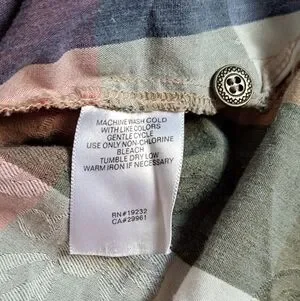 MACHINE WASH COLD
WITH LIKE COLORS
GENTLE CYCLE
USE ONLY NON-CHLORINE
BLEACH
TUMBLE DRY LOW
WARM IRON IF NECESSARY
RN#19232
CA#29961